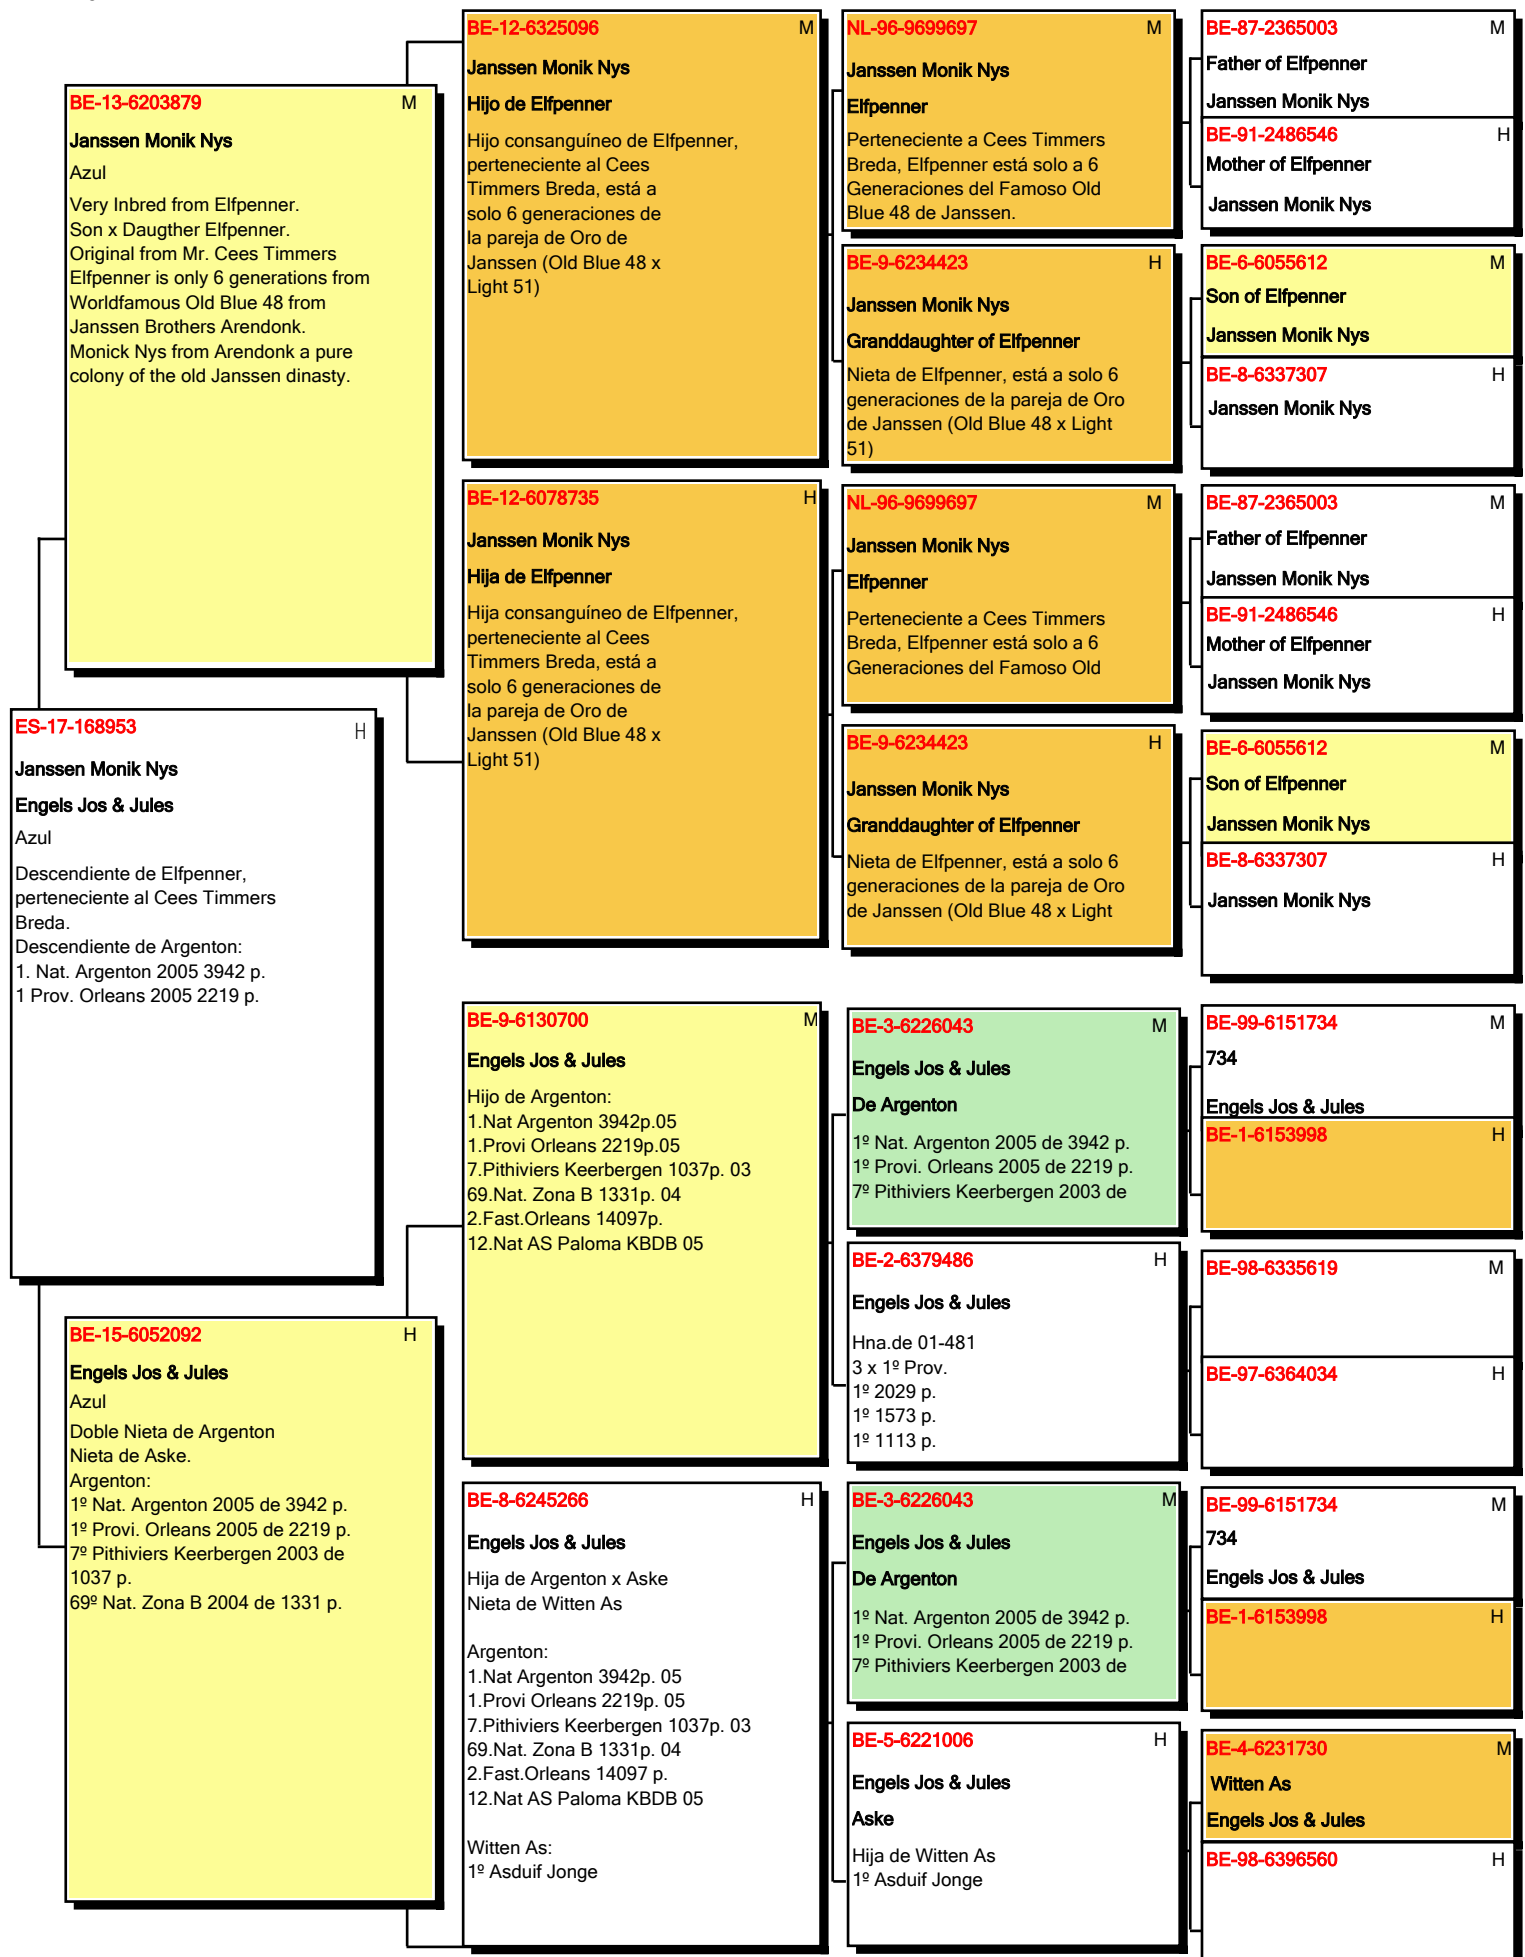 BE-13-6203879 M
Janssen Monik Nys
Azul
Very Inbred from Elfpenner.
Son x Daugther Elfpenner.
Original from Mr. Cees Timmers
Elfpenner is only 6 generations from
Worldfamous Old Blue 48 from
Janssen Brothers Arendonk.
Monick Nys from Arendonk a pure
colony of the old Janssen dinasty.
ES-17-168953 H
Janssen Monik Nys
Engels Jos & Jules
Azul
Descendiente de Elfpenner,
perteneciente al Cees Timmers
Breda.
Descendiente de Argenton:
1. Nat. Argenton 2005 3942 p.
1 Prov. Orleans 2005 2219 p.
BE-15-6052092 H
Engels Jos & Jules
Azul
Doble Nieta de Argenton
Nieta de Aske.
Argenton:
1º Nat. Argenton 2005 de 3942 p.
1º Provi. Orleans 2005 de 2219 p.
7º Pithiviers Keerbergen 2003 de
1037 p.
69º Nat. Zona B 2004 de 1331 p.
BE-12-6325096 M
Janssen Monik Nys
Hijo de Elfpenner
Hijo consanguíneo de Elfpenner,
perteneciente al Cees
Timmers Breda, está a
solo 6 generaciones de
la pareja de Oro de
Janssen (Old Blue 48 x
Light 51)
BE-12-6078735 H
Janssen Monik Nys
Hija de Elfpenner
Hija consanguíneo de Elfpenner,
perteneciente al Cees
Timmers Breda, está a
solo 6 generaciones de
la pareja de Oro de
Janssen (Old Blue 48 x
Light 51)
BE-9-6130700 M
Engels Jos & Jules
Hijo de Argenton:
1.Nat Argenton 3942p.05
1.Provi Orleans 2219p.05
7.Pithiviers Keerbergen 1037p. 03
69.Nat. Zona B 1331p. 04
2.Fast.Orleans 14097p.
12.Nat AS Paloma KBDB 05
BE-8-6245266 H
Engels Jos & Jules
Hija de Argenton x Aske
Nieta de Witten As
Argenton:
1.Nat Argenton 3942p. 05
1.Provi Orleans 2219p. 05
7.Pithiviers Keerbergen 1037p. 03
69.Nat. Zona B 1331p. 04
2.Fast.Orleans 14097 p.
12.Nat AS Paloma KBDB 05
Witten As:
1º Asduif Jonge
NL-96-9699697 M
Janssen Monik Nys
Elfpenner
Perteneciente a Cees Timmers
Breda, Elfpenner está solo a 6
Generaciones del Famoso Old
Blue 48 de Janssen.
BE-9-6234423 H
Janssen Monik Nys
Granddaughter of Elfpenner
Nieta de Elfpenner, está a solo 6
generaciones de la pareja de Oro
de Janssen (Old Blue 48 x Light
51)
NL-96-9699697 M
Janssen Monik Nys
Elfpenner
Perteneciente a Cees Timmers
Breda, Elfpenner está solo a 6
Generaciones del Famoso Old
BE-9-6234423 H
Janssen Monik Nys
Granddaughter of Elfpenner
Nieta de Elfpenner, está a solo 6
generaciones de la pareja de Oro
de Janssen (Old Blue 48 x Light
BE-3-6226043 M
Engels Jos & Jules
De Argenton
1º Nat. Argenton 2005 de 3942 p.
1º Provi. Orleans 2005 de 2219 p.
7º Pithiviers Keerbergen 2003 de
BE-2-6379486 H
Engels Jos & Jules
Hna.de 01-481
3 x 1º Prov.
1º 2029 p.
1º 1573 p.
1º 1113 p.
BE-3-6226043 M
Engels Jos & Jules
De Argenton
1º Nat. Argenton 2005 de 3942 p.
1º Provi. Orleans 2005 de 2219 p.
7º Pithiviers Keerbergen 2003 de
BE-5-6221006 H
Engels Jos & Jules
Aske
Hija de Witten As
1º Asduif Jonge
BE-87-2365003 M
Father of Elfpenner
Janssen Monik Nys
BE-91-2486546 H
Mother of Elfpenner
Janssen Monik Nys
BE-6-6055612 M
Son of Elfpenner
Janssen Monik Nys
BE-8-6337307 H
Janssen Monik Nys
BE-87-2365003 M
Father of Elfpenner
Janssen Monik Nys
BE-91-2486546 H
Mother of Elfpenner
Janssen Monik Nys
BE-6-6055612 M
Son of Elfpenner
Janssen Monik Nys
BE-8-6337307 H
Janssen Monik Nys
BE-99-6151734 M
734
Engels Jos & Jules
BE-1-6153998 H
BE-98-6335619 M
BE-97-6364034 H
BE-99-6151734 M
734
Engels Jos & Jules
BE-1-6153998 H
BE-4-6231730 M
Witten As
Engels Jos & Jules
BE-98-6396560 H